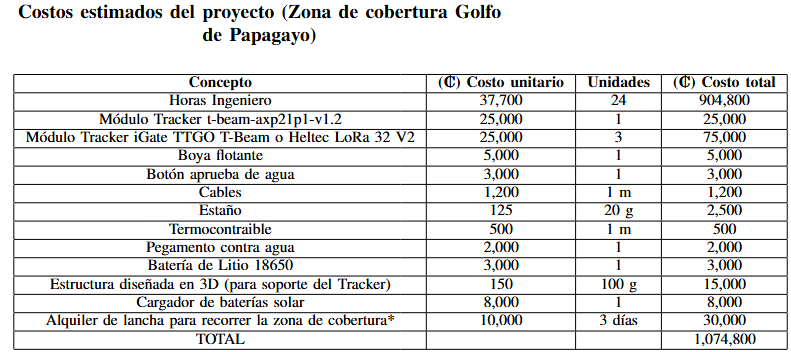 Costos estimados del proyecto (Zona de cobertura Golfo
de Papagayo)
Concepto (₡) Costo unitario Unidades (₡) Costo total
Horas Ingeniero 37,700 24 904,800
Módulo Tracker t-beam-axp21p1-v1.2 25,000 1 25,000
Módulo Tracker iGate TTGO T-Beam o Heltec LoRa 32 V2 25,000 3 75,000
Boya flotante 5,000 1 5,000
Botón aprueba de agua 3,000 1 3,000
Cables 1,200 1 m 1,200
Estaño 125 20 g 2,500
Termocontraible 500 1 m 500
Pegamento contra agua 2,000 1 2,000
Batería de Litio 18650 3,000 1 3,000
Estructura diseñada en 3D (para soporte del Tracker) 150 100 g 15,000
Cargador de baterías solar 8,000 1 8,000
Alquiler de lancha para recorrer la zona de cobertura* 10,000 3 días 30,000
TOTAL 1,074,800